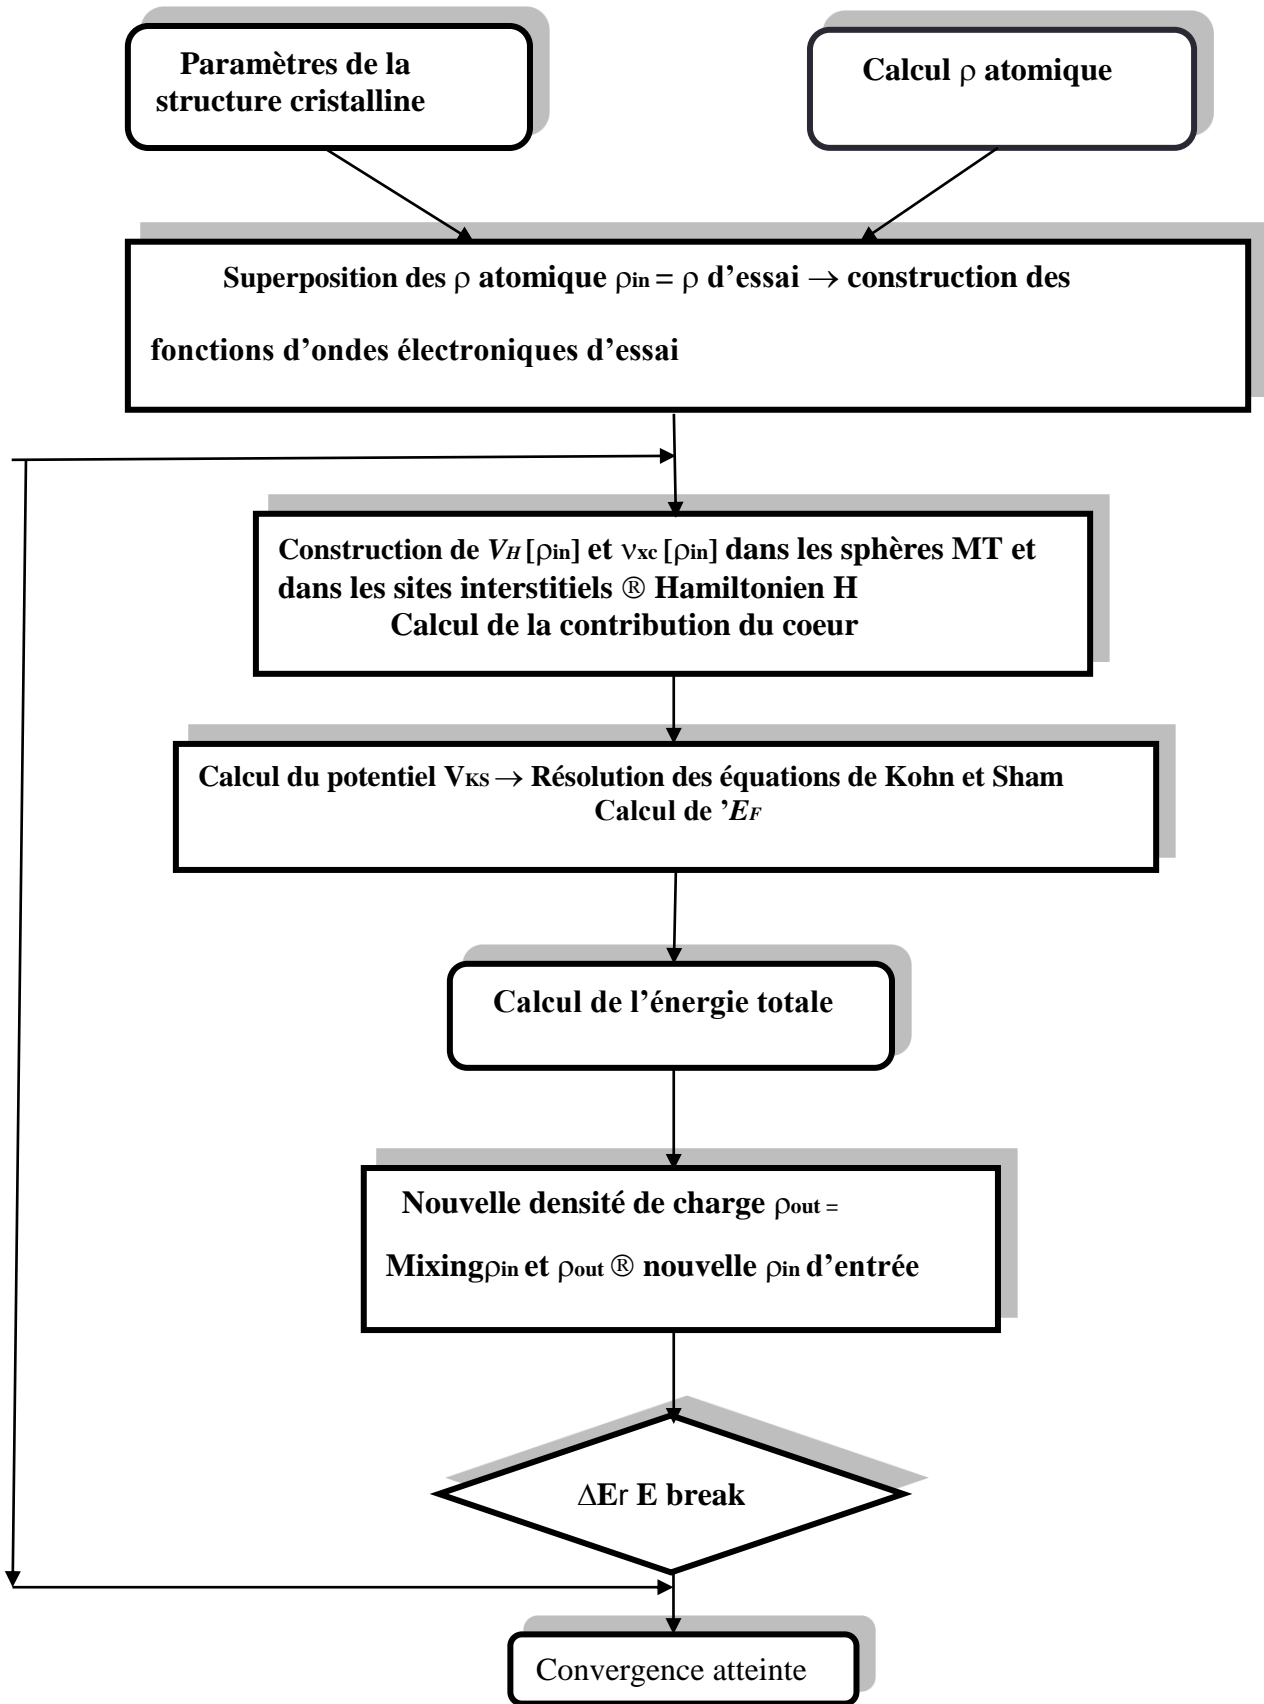 Paramètres de la
structure cristalline
Calcul ρ atomique
Superposition des ρ atomique ρin = ρ d’essai → construction des
fonctions d’ondes électroniques d’essai
Construction de VH [ρin] et νxc [ρin] dans les sphères MT et
dans les sites interstitiels ® Hamiltonien H
Calcul de la contribution du coeur
Calcul du potentiel VKS → Résolution des équations de Kohn et Sham
Calcul de ’EF
Calcul de l’énergie totale
Nouvelle densité de charge ρout =
Mixingρin et ρout ® nouvelle ρin d’entrée
ΔEr E break
Convergence atteinte